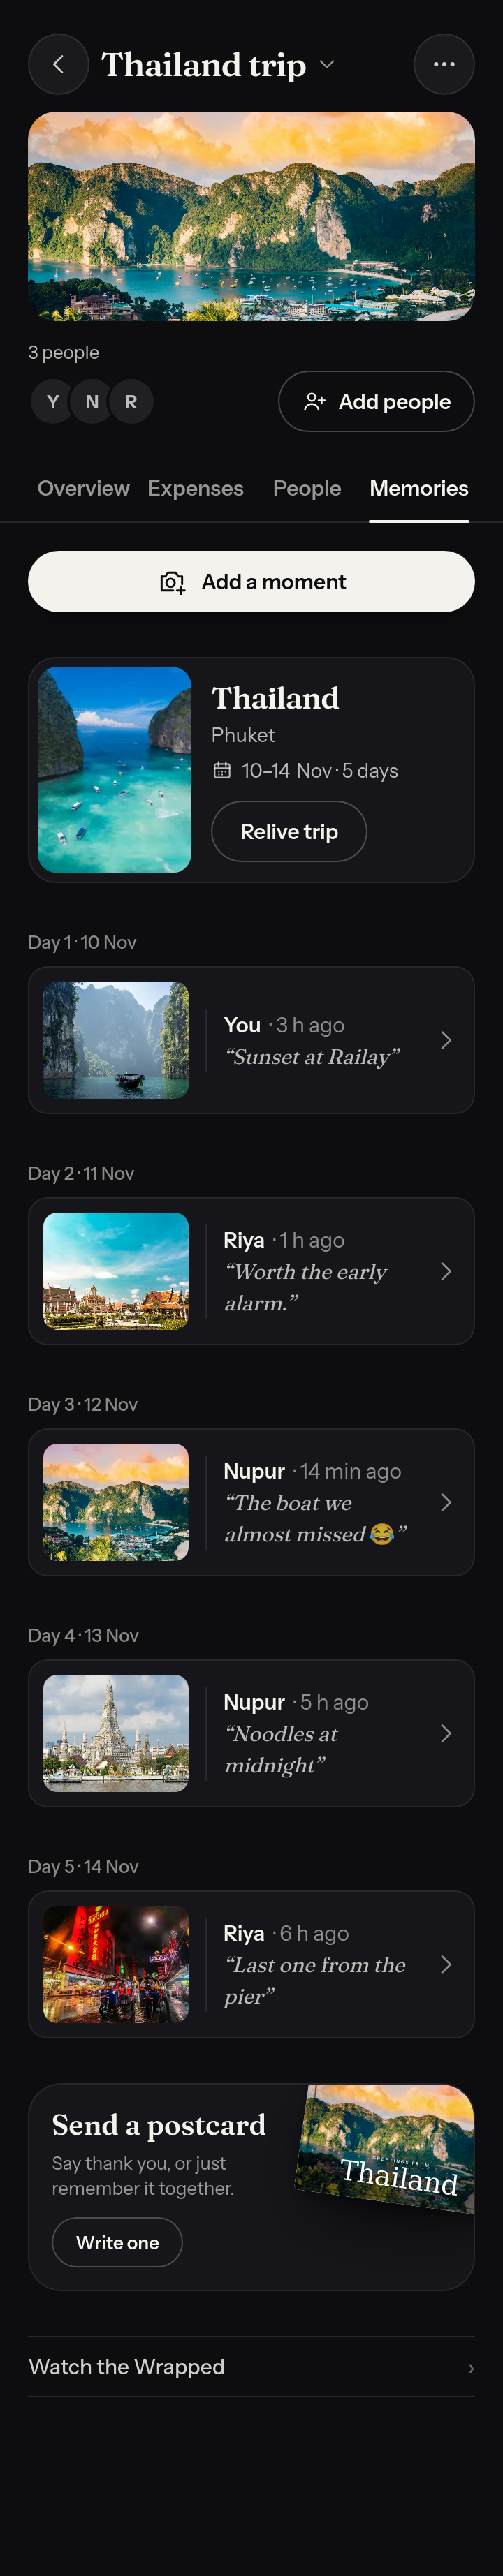 Thailand trip
3 people
Y N R
Add people
Overview Expenses People Memories
Add a moment
Thailand
Phuket
10–14 Nov · 5 days
Relive trip
Day 1 · 10 Nov
You · 3 h ago
“Sunset at Railay”
Day 2 · 11 Nov
Riya · 1 h ago
“Worth the early
alarm.”
Day 3 · 12 Nov
Nupur · 14 min ago
“The boat we
almost missed 😂”
Day 4 · 13 Nov
Nupur · 5 h ago
“Noodles at
midnight”
Day 5 · 14 Nov
Riya · 6 h ago
“Last one from the
pier”
Send a postcard
Say thank you, or just
remember it together.
Write one
GREETINGS FROM
Thailand
Watch the Wrapped